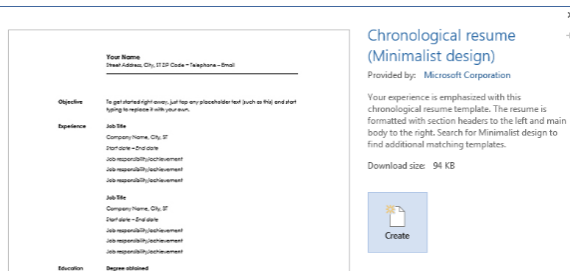 Your Name
Street Address, City, ST ZIP Code – Telephone – Email
Objective
To get started right away, just tap any placeholder text (such as this) and start
typing to replace it with your own.
Experience
Job Title
Company Name, City, ST
Start date – End date
Job responsibility/achievement
Job responsibility/achievement
Job responsibility/achievement
Job Title
Company Name, City, ST
Start date – End date
Job responsibility/achievement
Job responsibility/achievement
Job responsibility/achievement
Education
Degree obtained
Chronological resume
(Minimalist design)
Provided by: Microsoft Corporation
Your experience is emphasized with this
chronological resume template. The resume is
formatted with section headers to the left and main
body to the right. Search for Minimalist design to
find additional matching templates.
Download size: 94 KB
Create